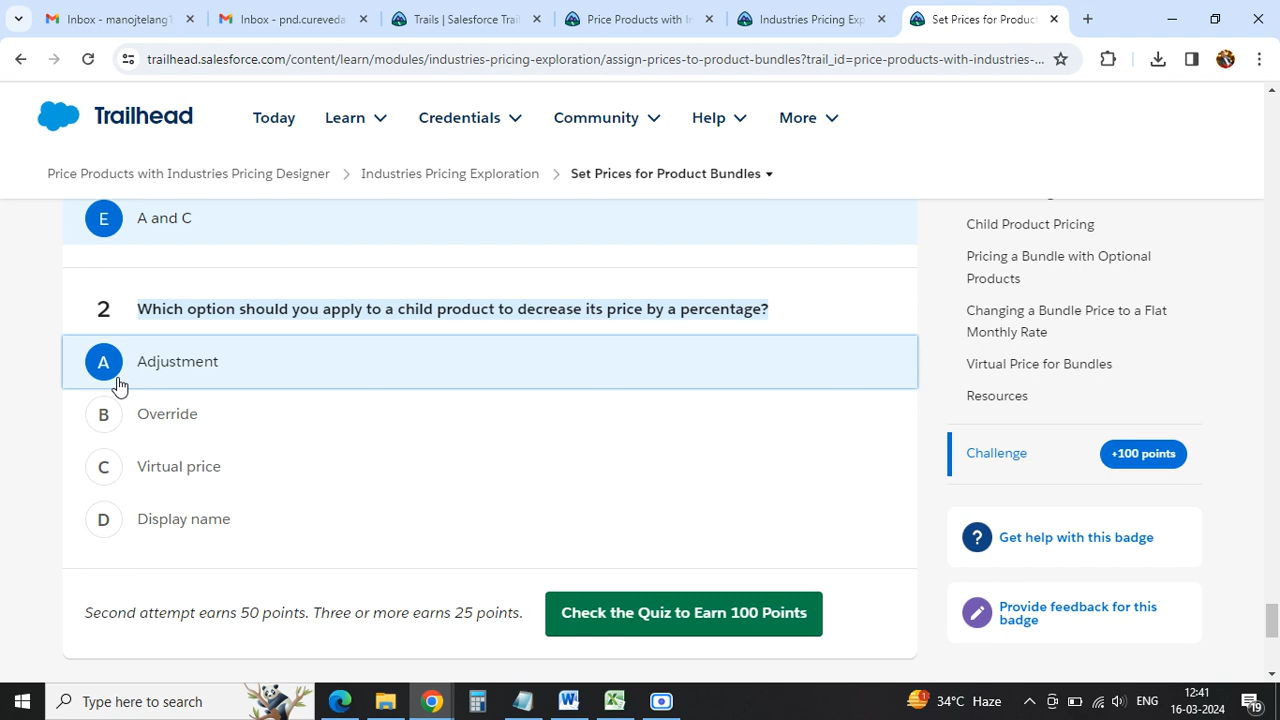 Inbox - manojtelang1
Inbox - pnd.cureveda
Trails | Salesforce Trail
Price Products with In
Industries Pricing Exp
Set Prices for Product
trailhead.salesforce.com/content/learn/modules/industries-pricing-exploration/assign-prices-to-product-bundles?trail_id=price-products-with-industries-...
Trailhead
Today
Learn
Credentials
Community
Help
More
Price Products with Industries Pricing Designer > Industries Pricing Exploration > Set Prices for Product Bundles
E A and C
2 Which option should you apply to a child product to decrease its price by a percentage?
A Adjustment
B Override
C Virtual price
D Display name
Second attempt earns 50 points. Three or more earns 25 points.
Check the Quiz to Earn 100 Points
Child Product Pricing
Pricing a Bundle with Optional
Products
Changing a Bundle Price to a Flat
Monthly Rate
Virtual Price for Bundles
Resources
Challenge
+100 points
? Get help with this badge
Provide feedback for this
badge
Type here to search
1
34°C Haze
ENG
12:41
16-03-2024
19